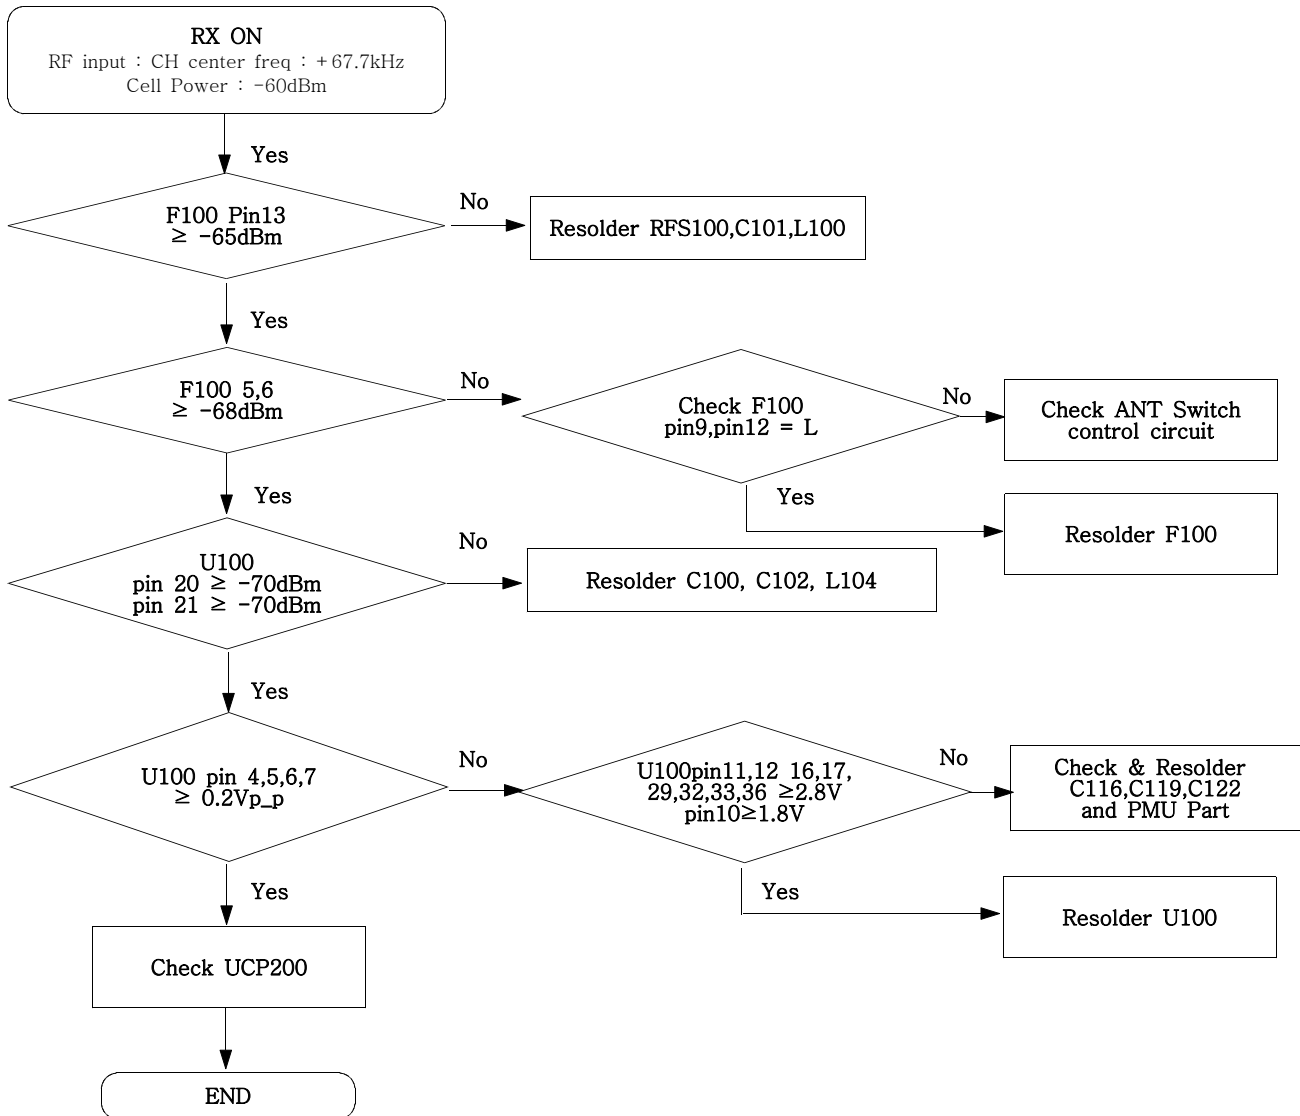 RX ON
RF input : CH center freq : +67.7kHz
Cell Power : -60dBm
Yes
F100 Pin13
≥ -65dBm
No
Resolder RFS100,C101,L100
Yes
F100 5,6
≥ -68dBm
No
Check F100
pin9,pin12 = L
No
Check ANT Switch
control circuit
Yes
Resolder F100
Yes
U100
pin 20 ≥ -70dBm
pin 21 ≥ -70dBm
No
Resolder C100, C102, L104
Yes
U100 pin 4,5,6,7
≥ 0.2Vp_p
No
U100pin11,12 16,17,
29,32,33,36 ≥2.8V
pin10≥1.8V
No
Check & Resolder
C116,C119,C122
and PMU Part
Yes
Resolder U100
Yes
Check UCP200
END